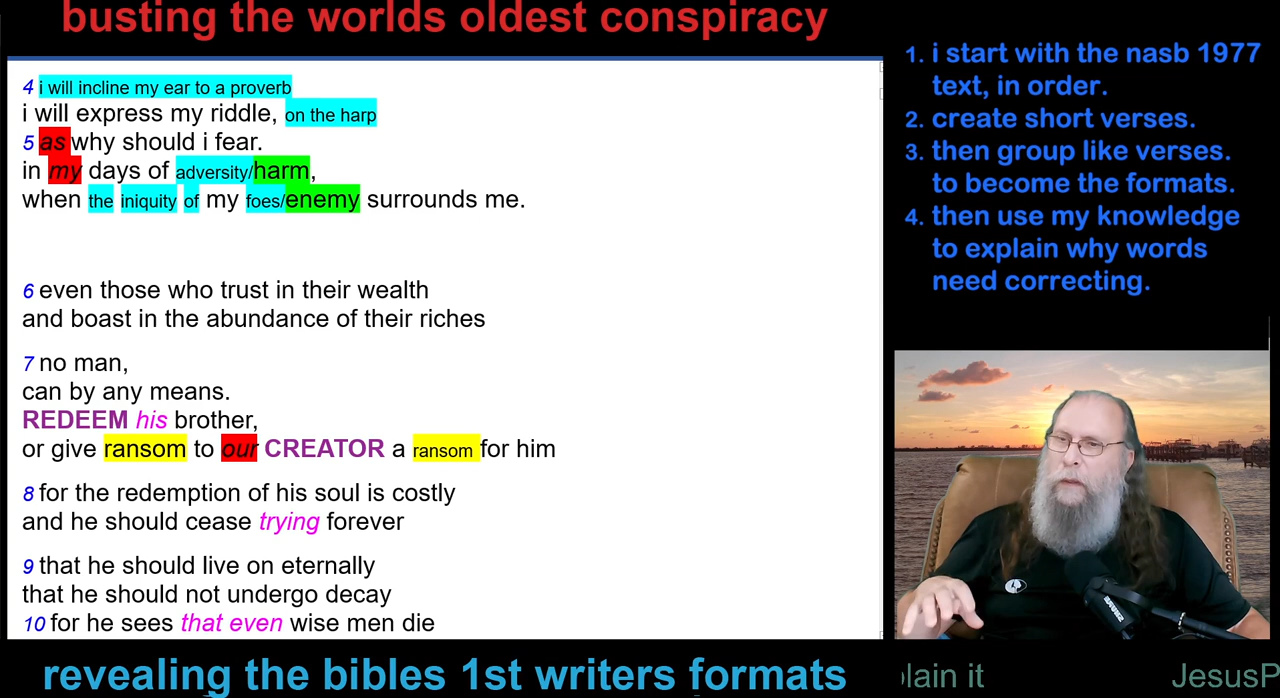 busting the worlds oldest conspiracy
4 i will incline my ear to a proverb
i will express my riddle, on the harp
5 as why should i fear.
in my days of adversity/harm,
when the iniquity of my foes/enemy surrounds me.
6 even those who trust in their wealth
and boast in the abundance of their riches
7 no man,
can by any means.
REDEEM his brother,
or give ransom to our CREATOR a ransom for him
8 for the redemption of his soul is costly
and he should cease trying forever
9 that he should live on eternally
that he should not undergo decay
10 for he sees that even wise men die
revealing the bibles 1st writers formats
1. i start with the nasb 1977
text, in order.
2. create short verses.
3. then group like verses.
to become the formats.
4. then use my knowledge
to explain why words
need correcting.
lain it JesusP